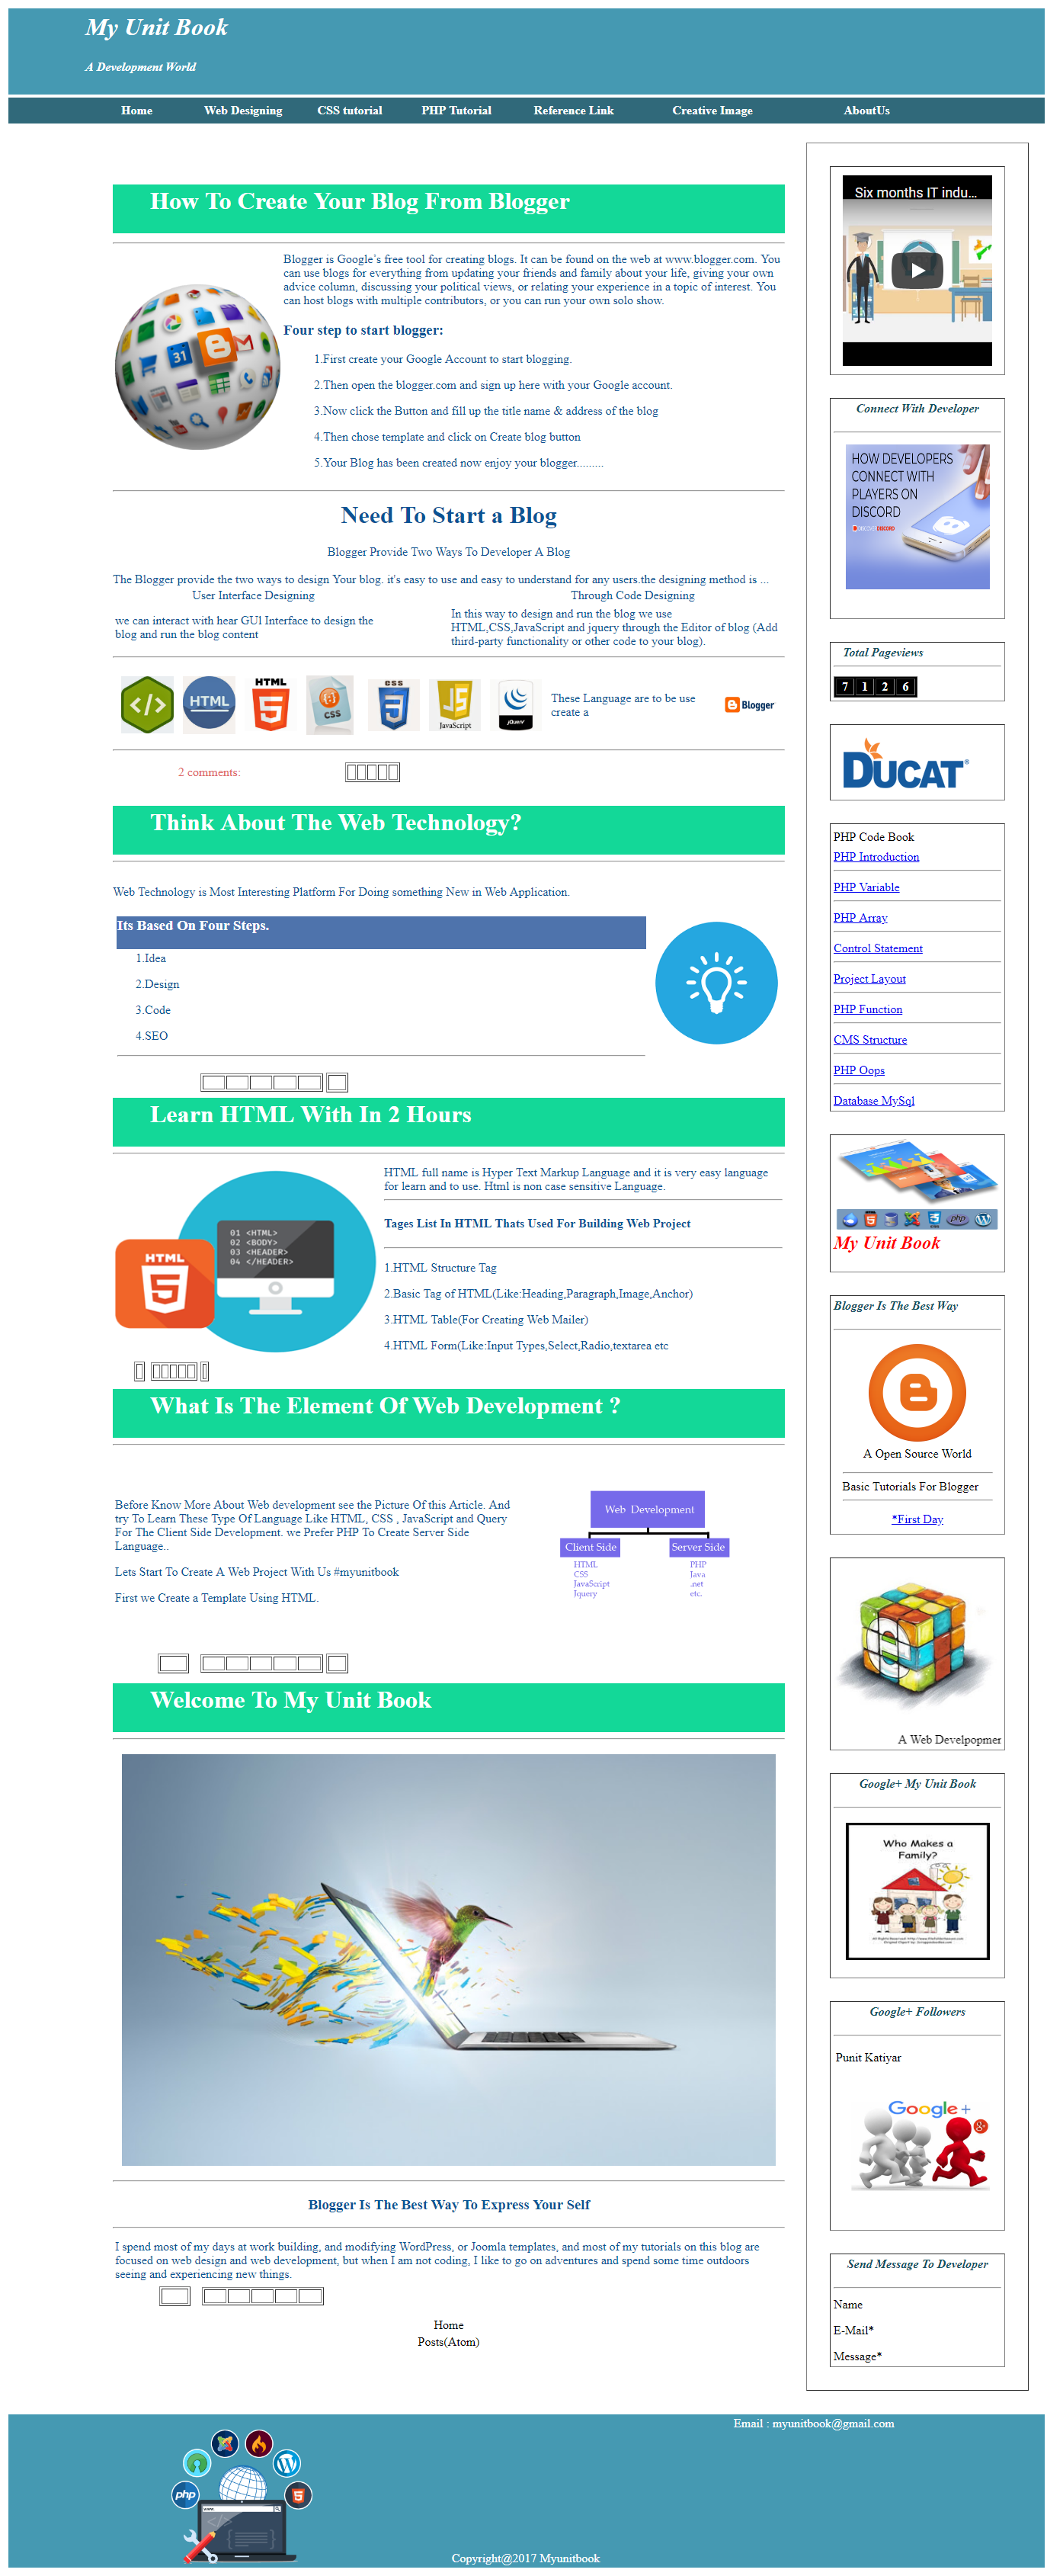 My Unit Book
A Development World
Home Web Designing CSS tutorial PHP Tutorial Reference Link Creative Image AboutUs
How To Create Your Blog From Blogger
Blogger is Google's free tool for creating blogs. It can be found on the web at www.blogger.com. You
can use blogs for everything from updating your friends and family about your life, giving your own
advice column, discussing your political views, or relating your experience in a topic of interest. You
can host blogs with multiple contributors, or you can run your own solo show.
31
Four step to start blogger:
1.First create your Google Account to start blogging.
2.Then open the blogger.com and sign up here with your Google account.
3.Now click the Button and fill up the title name & address of the blog
4.Then chose template and click on Create blog button
5.Your Blog has been created now enjoy your blogger.........
Need To Start a Blog
Blogger Provide Two Ways To Developer A Blog
The Blogger provide the two ways to design Your blog. it's easy to use and easy to understand for any users.the designing method is ...
User Interface Designing
Through Code Designing
we can interact with hear GUI Interface to design the
blog and run the blog content
In this way to design and run the blog we use
HTML,CSS,JavaScript and jquery through the Editor of blog (Add
third-party functionality or other code to your blog).
</>
HTML
HTML
5
CSS
CSS
3
JS
JavaScript
jQuery
These Language are to be use
create a
Blogger
2 comments:
Think About The Web Technology?
Web Technology is Most Interesting Platform For Doing something New in Web Application.
Its Based On Four Steps.
1.Idea
2.Design
3.Code
4.SEO
Learn HTML With In 2 Hours
HTML
5
01 <HTML>
02 <BODY>
03 <HEADER>
04 </HEADER>
HTML full name is Hyper Text Markup Language and it is very easy language
for learn and to use. Html is non case sensitive Language.
Tages List In HTML Thats Used For Building Web Project
1.HTML Structure Tag
2.Basic Tag of HTML(Like:Heading,Paragraph,Image,Anchor)
3.HTML Table(For Creating Web Mailer)
4.HTML Form(Like:Input Types,Select,Radio,textarea etc
What Is The Element Of Web Development ?
Before Know More About Web development see the Picture Of this Article. And
try To Learn These Type Of Language Like HTML, CSS , JavaScript and Query
For The Client Side Development. we Prefer PHP To Create Server Side
Language..
Lets Start To Create A Web Project With Us #myunitbook
First we Create a Template Using HTML.
Web Development
Client Side
HTML
CSS
JavaScript
Jquery
Server Side
PHP
Java
.net
etc.
Welcome To My Unit Book
Blogger Is The Best Way To Express Your Self
I spend most of my days at work building, and modifying WordPress, or Joomla templates, and most of my tutorials on this blog are
focused on web design and web development, but when I am not coding, I like to go on adventures and spend some time outdoors
seeing and experiencing new things.
Home
Posts(Atom)
Six months IT indu...
Connect With Developer
HOW DEVELOPERS
CONNECT WITH
PLAYERS ON
DISCORD
Total Pageviews
7 1 2 6
DUCAT®
PHP Code Book
PHP Introduction
PHP Variable
PHP Array
Control Statement
Project Layout
PHP Function
CMS Structure
PHP Oops
Database MySql
php
My Unit Book
Blogger Is The Best Way
A Open Source World
Basic Tutorials For Blogger
*First Day
A Web Develpopmer
Google+ My Unit Book
Who Makes a
Family?
Google+ Followers
Punit Katiyar
Google+
Send Message To Developer
Name
E-Mail*
Message*
php
Email : myunitbook@gmail.com
Copyright@2017 Myunitbook